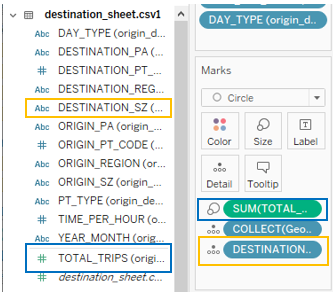 destination_sheet.csv1
Abc DAY_TYPE (origin_d...
Abc DESTINATION_PA (...
# DESTINATION_PT_...
Abc DESTINATION_REG...
Abc DESTINATION_SZ (...
Abc ORIGIN_PA (origin_...
# ORIGIN_PT_CODE (...
Abc ORIGIN_REGION (or...
Abc ORIGIN_SZ (origin_...
Abc PT_TYPE (origin_de...
# TIME_PER_HOUR (...
Abc YEAR_MONTH (orig...
# TOTAL_TRIPS (origi...
# destination_sheet.c...
DAY_TYPE (origin_d..
Marks
Circle
Color
Size
Label
Detail
Tooltip
SUM(TOTAL_..
COLLECT(Geo..
DESTINATION..